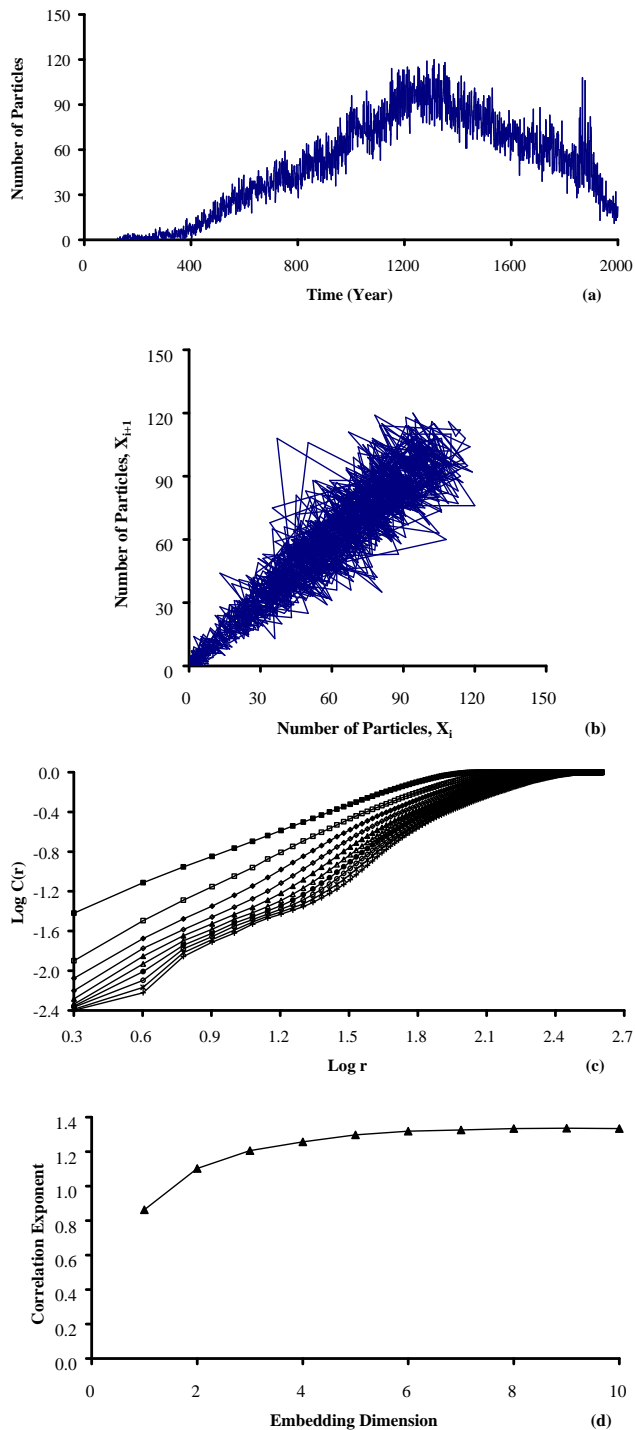 150
120
90
60
30
0
Number of Particles
0 400 800 1200 1600 2000
Time (Year) (a)
150
120
90
60
30
0
Number of Particles, X_{i+1}
0 30 60 90 120 150
Number of Particles, X_i (b)
0.0
-0.4
-0.8
-1.2
-1.6
-2.0
-2.4
Log C(r)
0.3 0.6 0.9 1.2 1.5 1.8 2.1 2.4 2.7
Log r (c)
1.4
1.2
1.0
0.8
0.6
0.4
0.2
0.0
Correlation Exponent
0 2 4 6 8 10
Embedding Dimension (d)